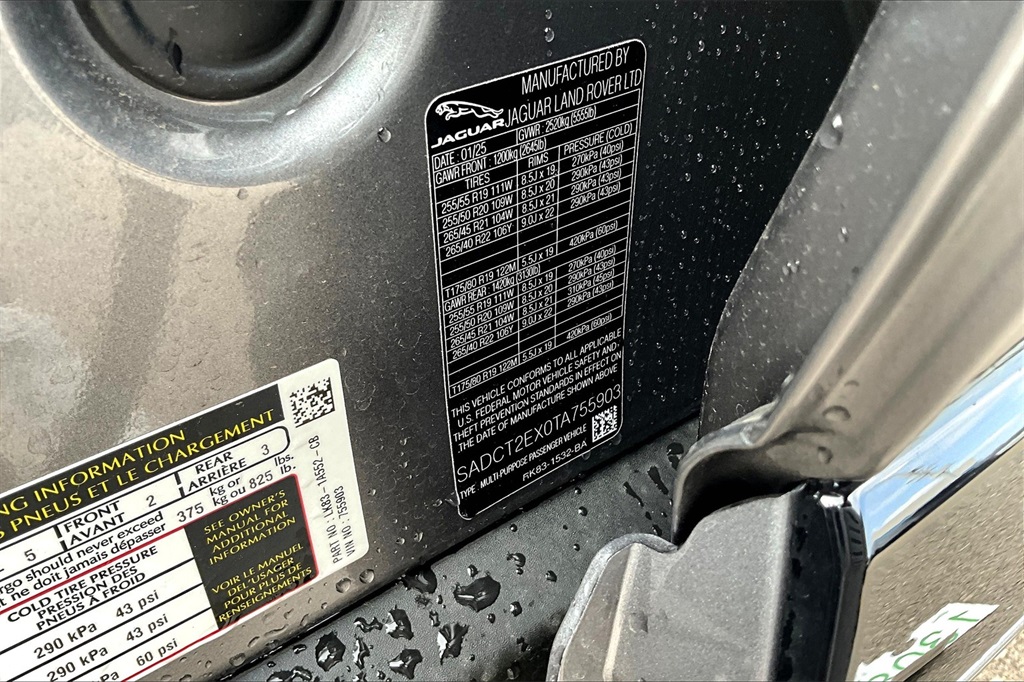 MANUFACTURED BY
JAGUAR JAGUAR LAND ROVER LTD
DATE : 01/25 GVWR : 2520kg (5555lb)
GAWR FRONT : 1200kg (2645lb)
TIRES RIMS PRESSURE (COLD)
255/55 R19 111W 8.5J x 19 270kPa (40psi)
255/50 R20 109W 8.5J x 20 290kPa (43psi)
265/45 R21 104W 8.5J x 21 290kPa (43psi)
265/40 R22 106Y 9.0J x 22 290kPa (43psi)
T175/80 R19 122M 5.5J x 19 420kPa (60psi)
GAWR REAR : 1420kg (3130lb)
255/55 R19 111W 8.5J x 19 270kPa (40psi)
255/50 R20 109W 8.5J x 20 290kPa (43psi)
265/45 R21 104W 8.5J x 21 310kPa (45psi)
265/40 R22 106Y 9.0J x 22 290kPa (43psi)
T175/80 R19 122M 5.5J x 19 420kPa (60psi)
THIS VEHICLE CONFORMS TO ALL APPLICABLE
U.S. FEDERAL MOTOR VEHICLE SAFETY AND
THEFT PREVENTION STANDARDS IN EFFECT ON
THE DATE OF MANUFACTURE SHOWN ABOVE
SADCT2EX0TA755903
TYPE : MULTI-PURPOSE PASSENGER VEHICLE
RK83-1532-BA
NG INFORMATION
PNEUS ET LE CHARGEMENT
5 FRONT AVANT 2 REAR ARRIÈRE 3
rgo should never exceed 375 kg or 825 lbs.
t ne doit jamais dépasser kg ou lb.
COLD TIRE PRESSURE
PRESSION DES
PNEUS À FROID
290 kPa 43 psi
290 kPa 43 psi
60 psi
SEE OWNER'S
MANUAL FOR
ADDITIONAL
INFORMATION
VOIR LE MANUEL
DE L'USAGER
POUR PLUS DE
RENSEIGNEMENTS
PART NO : LK83-1A552-CB
VIN NO : 755903